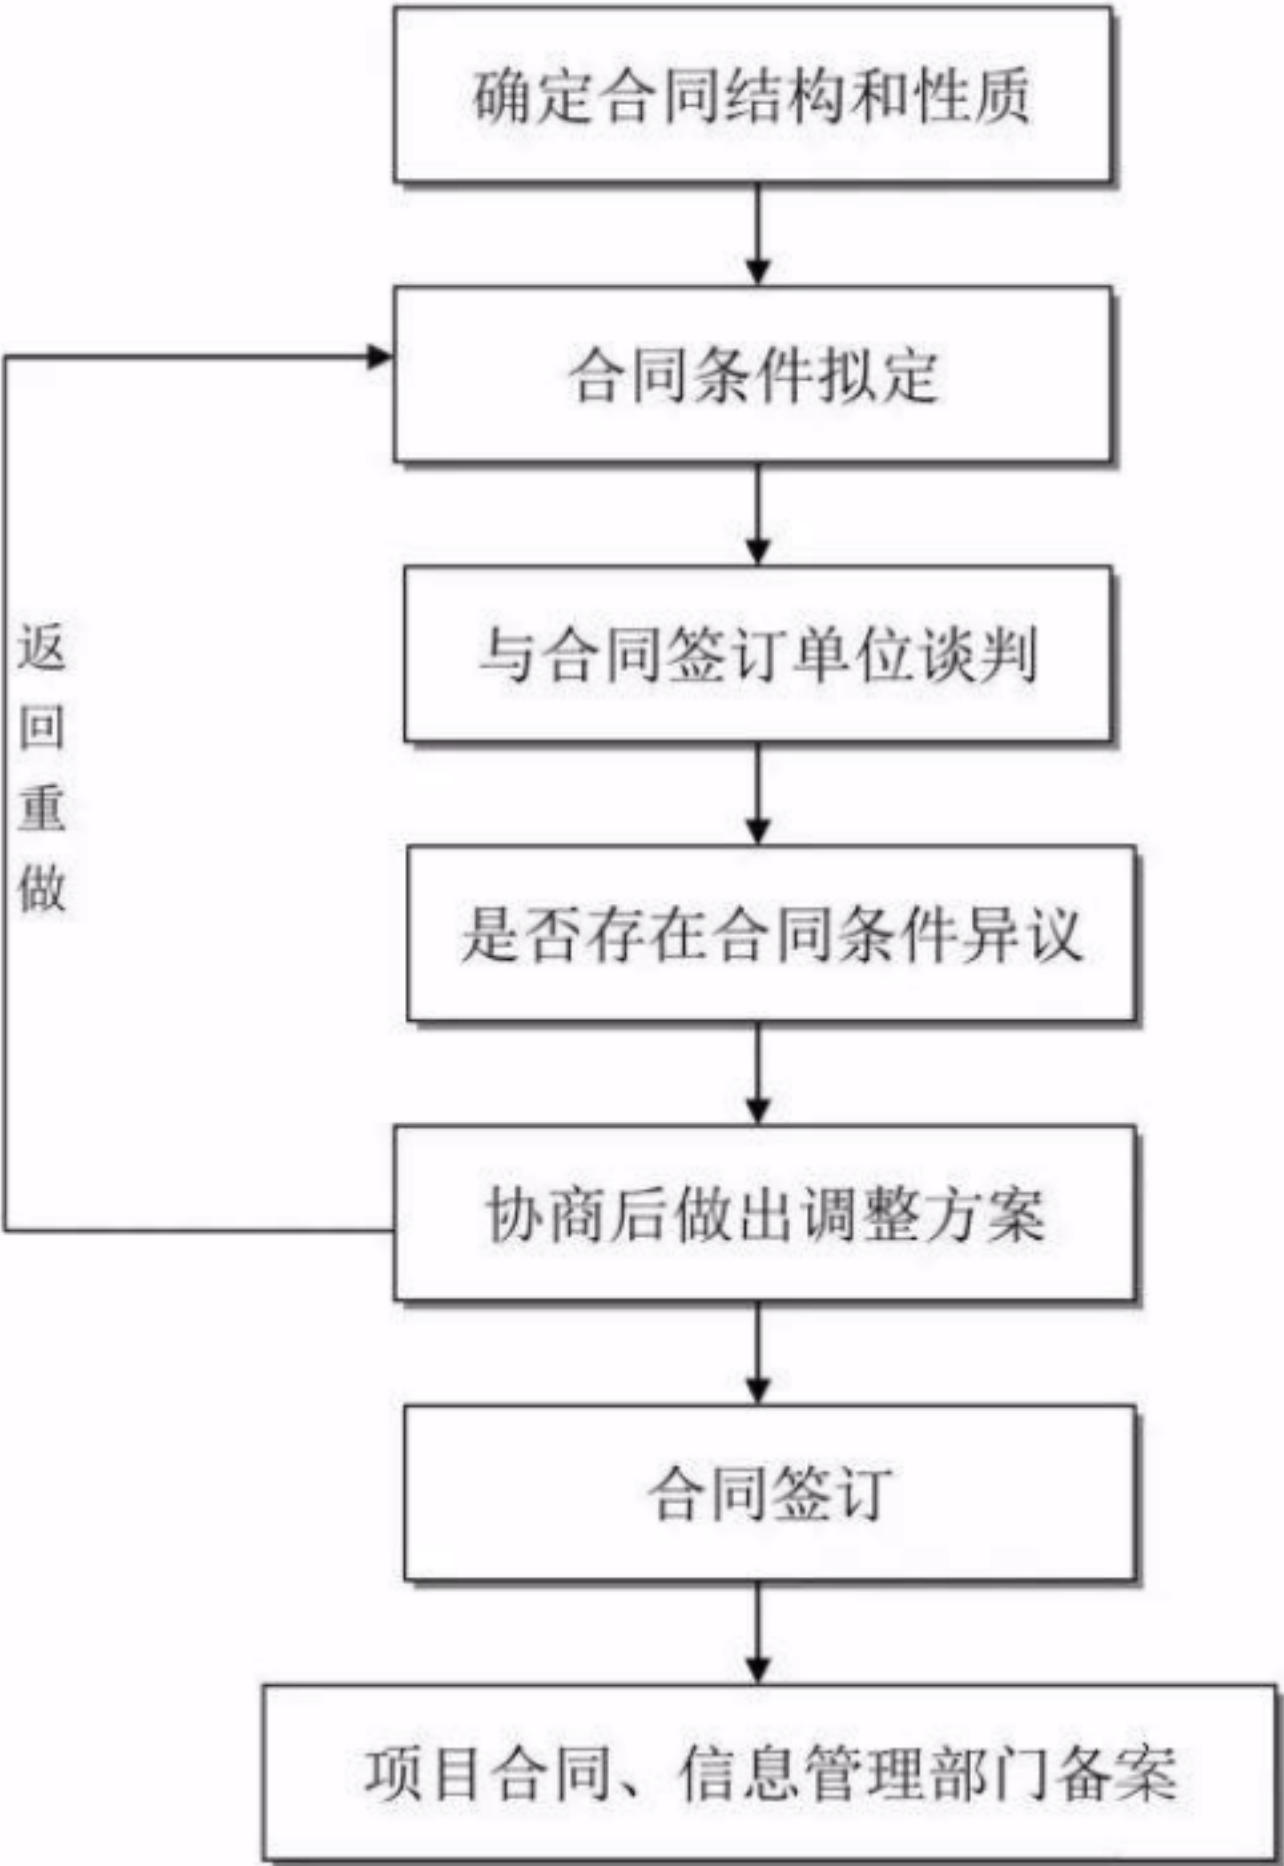 确定合同结构和性质
合同条件拟定
与合同签订单位谈判
返回重做
是否存在合同条件异议
协商后做出调整方案
合同签订
项目合同、信息管理部门备案